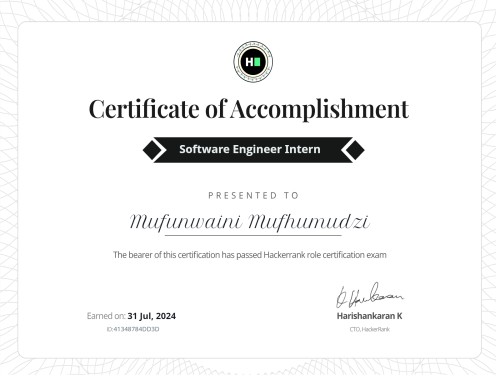 H
Certificate of Accomplishment
Software Engineer Intern
PRESENTED TO
Mufunwaini Mufhumudzi
The bearer of this certification has passed Hackerrank role certification exam
Earned on: 31 Jul, 2024
ID:41348784DD3D
Harishankaran K
CTO, HackerRank